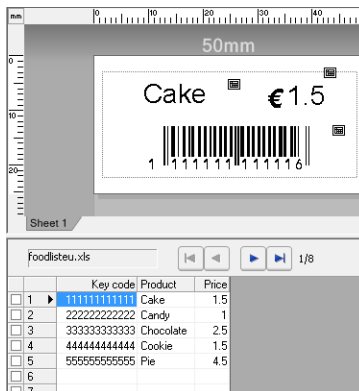 mm 0 10 20 30 40
50mm
0
Cake €1.5
10
1 111111 111116
20
Sheet 1
foodlisteu.xls 1/8
Key code Product Price
1 111111111111 Cake 1.5
2 222222222222 Candy 1
3 333333333333 Chocolate 2.5
4 444444444444 Cookie 1.5
5 555555555555 Pie 4.5
6
7